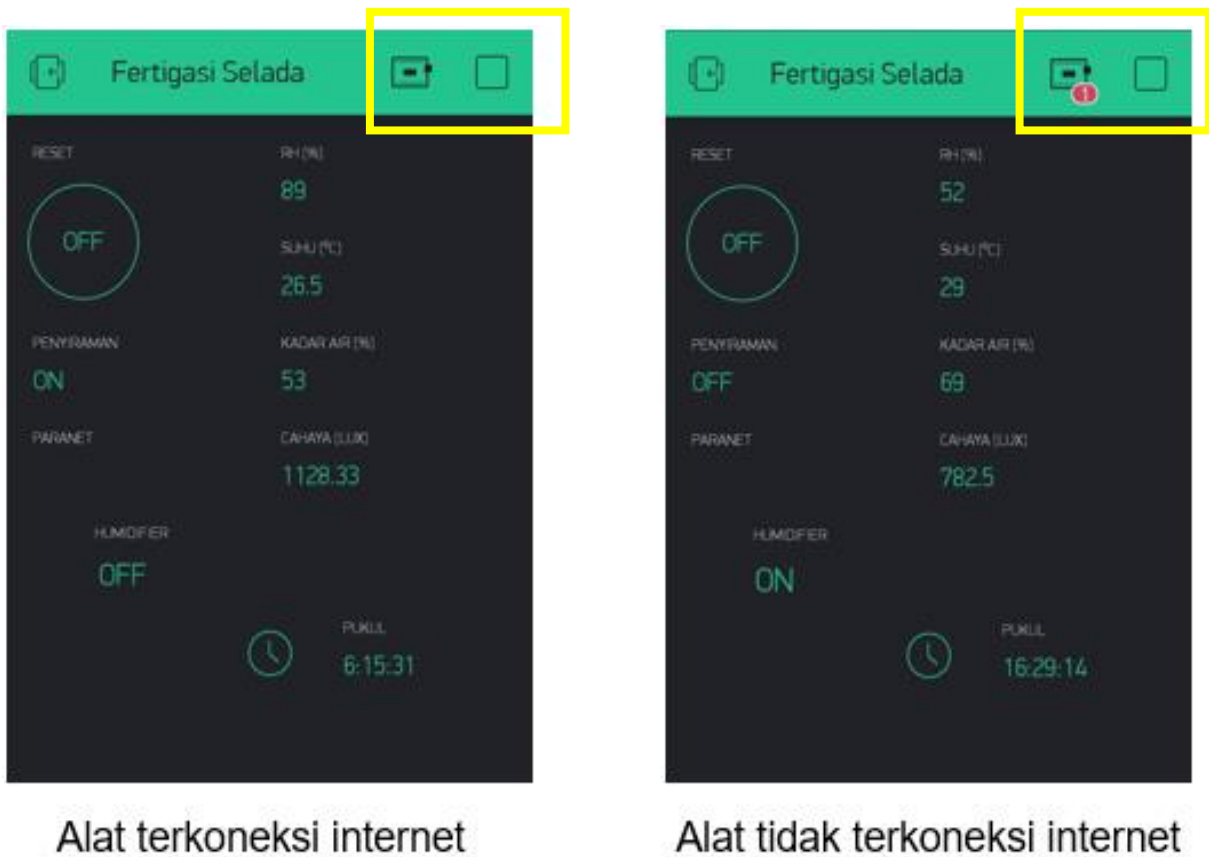 Fertigasi Selada
RESET
RH (%)
89
OFF
SUHU (°C)
26.5
PENYIRAMAN
KADAR AIR (%)
ON
53
PARANET
CAHAYA (LUX)
1128.33
HUMIDIFIER
OFF
PUKUL
6:15:31
Alat terkoneksi internet
Fertigasi Selada
1
RESET
RH (%)
52
OFF
SUHU (°C)
29
PENYIRAMAN
KADAR AIR (%)
OFF
69
PARANET
CAHAYA (LUX)
782.5
HUMIDIFIER
ON
PUKUL
16:29:14
Alat tidak terkoneksi internet